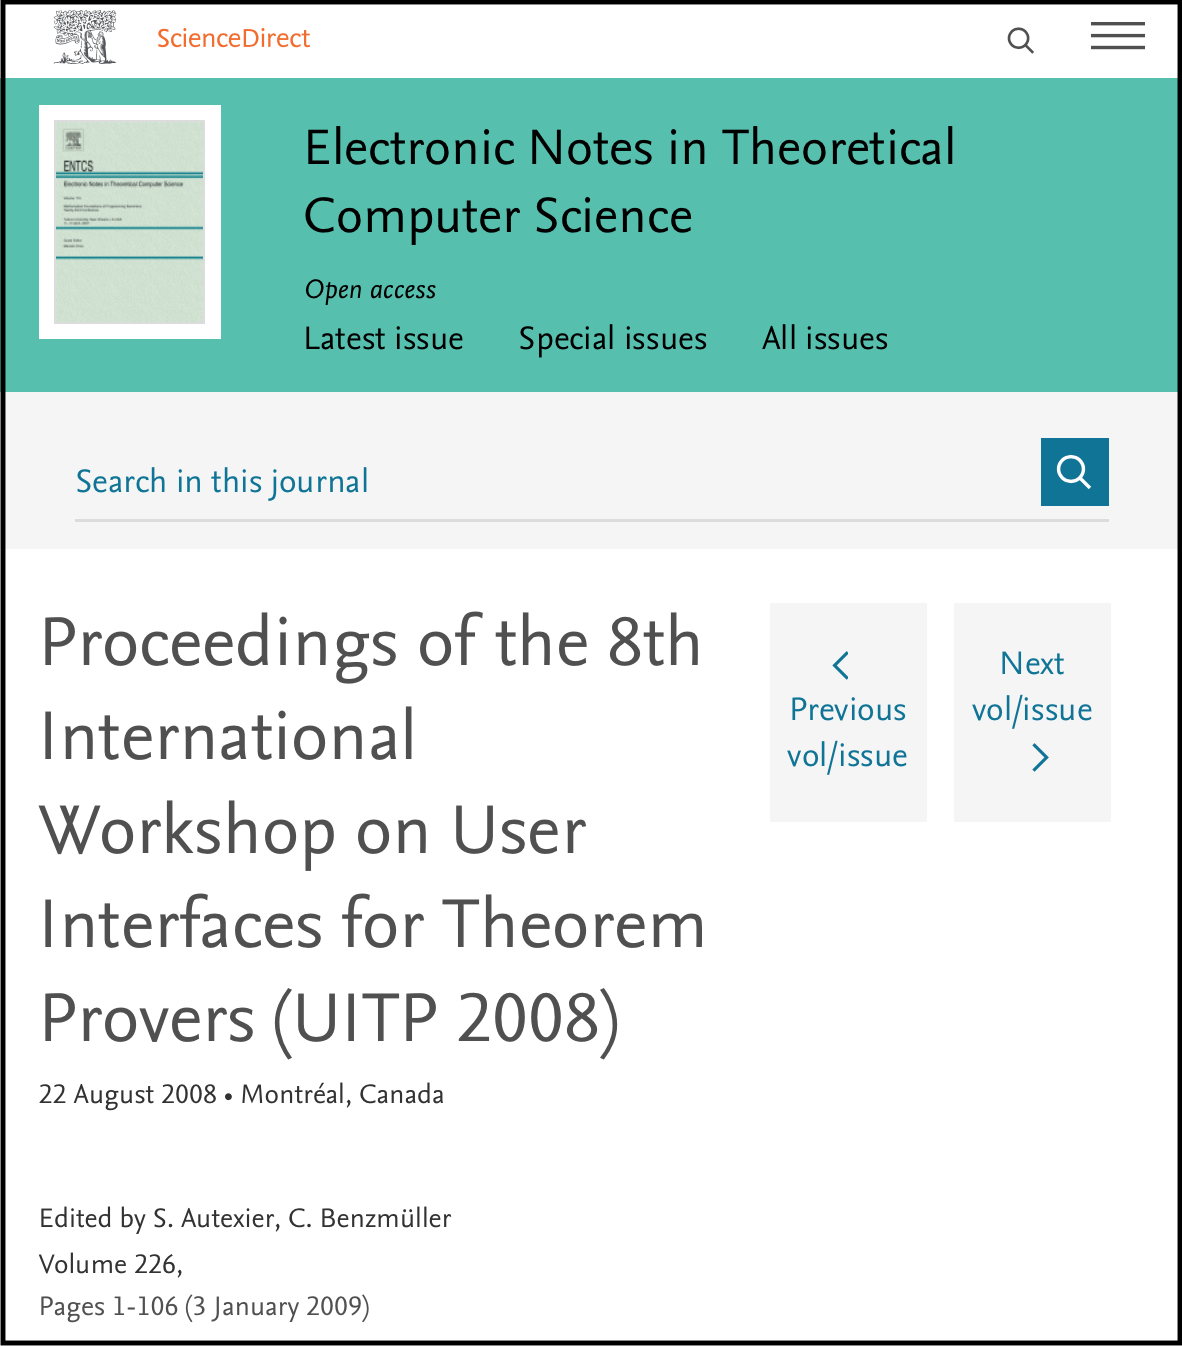 ScienceDirect
ENTCS
Electronic Notes in Theoretical Computer Science
Electronic Notes in Theoretical
Computer Science
Open access
Latest issue Special issues All issues
Search in this journal
Proceedings of the 8th
International
Workshop on User
Interfaces for Theorem
Provers (UITP 2008)
Previous
vol/issue
Next
vol/issue
22 August 2008 • Montréal, Canada
Edited by S. Autexier, C. Benzmüller
Volume 226,
Pages 1-106 (3 January 2009)